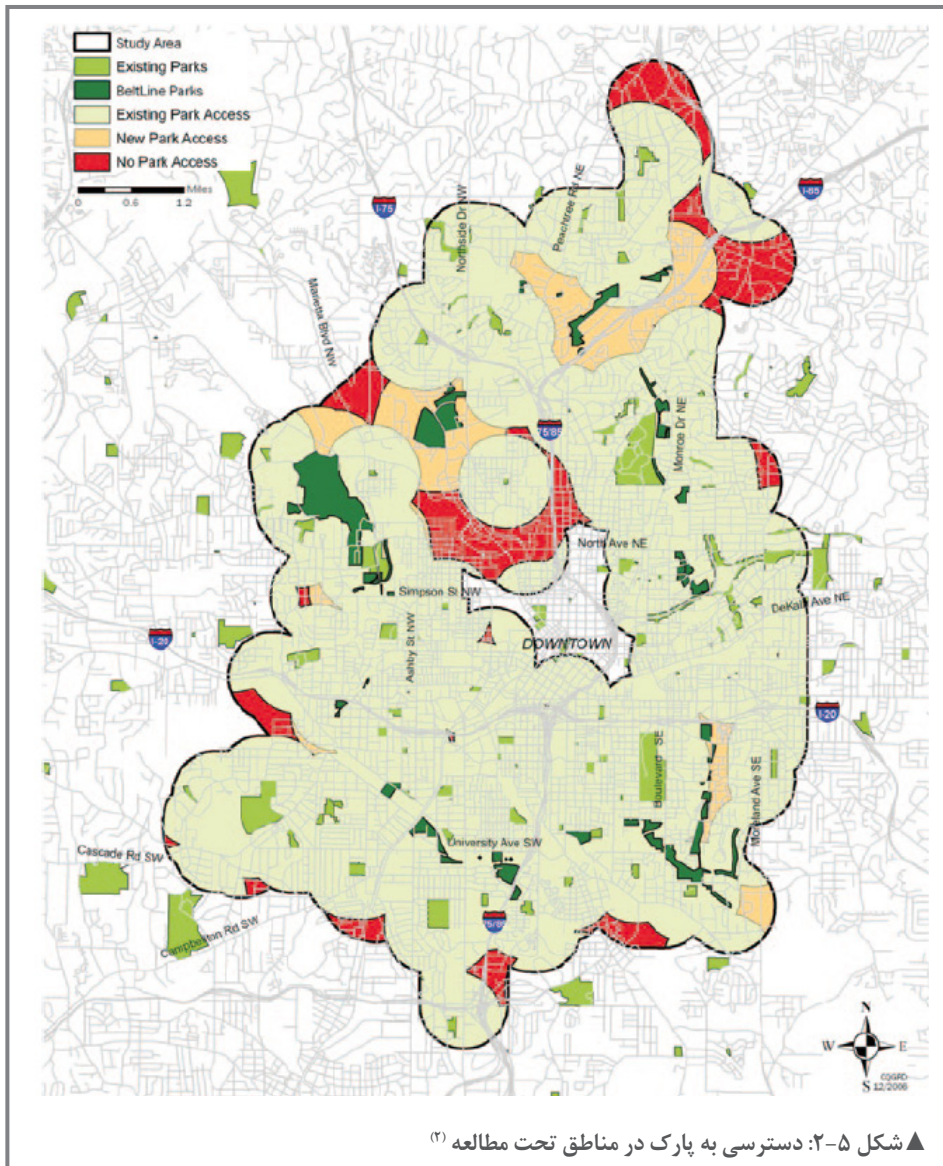 Study Area
Existing Parks
BeltLine Parks
Existing Park Access
New Park Access
No Park Access
Miles
0 0.6 1.2
I-75
I-85
Northside Dr NW
Peachtree Rd NE
Marietta Blvd NW
75/85
Monroe Dr NE
North Ave NE
Simpson St NW
DeKalb Ave NE
DOWNTOWN
Ashby St NW
I-20
Boulevard SE
Moreland Ave SE
University Ave SW
Cascade Rd SW
Campbellton Rd SW
75/85
N
W E
S
CQGRD
12/2006
▲ شکل ۵-۲: دسترسی به پارک در مناطق تحت مطالعه (۲)